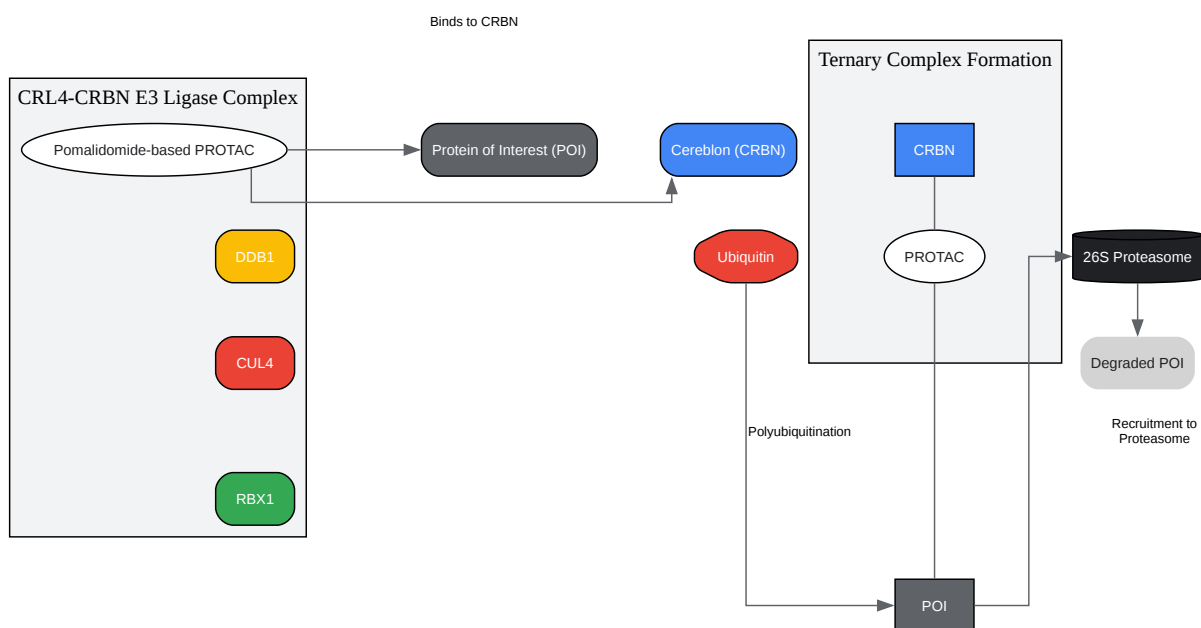 Binds to CRBN
Ternary Complex Formation
CRL4-CRBN E3 Ligase Complex
Pomalidomide-based PROTAC
Protein of Interest (POI)
Cereblon (CRBN)
CRBN
DDB1
Ubiquitin
PROTAC
26S Proteasome
CUL4
Degraded POI
Polyubiquitination
Recruitment to
Proteasome
RBX1
POI